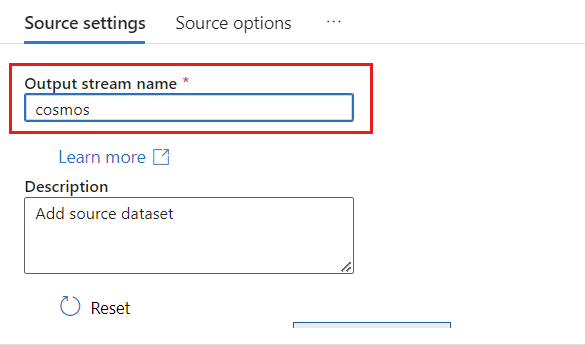 Source settings Source options ...
Output stream name *
cosmos
Learn more
Description
Add source dataset
Reset